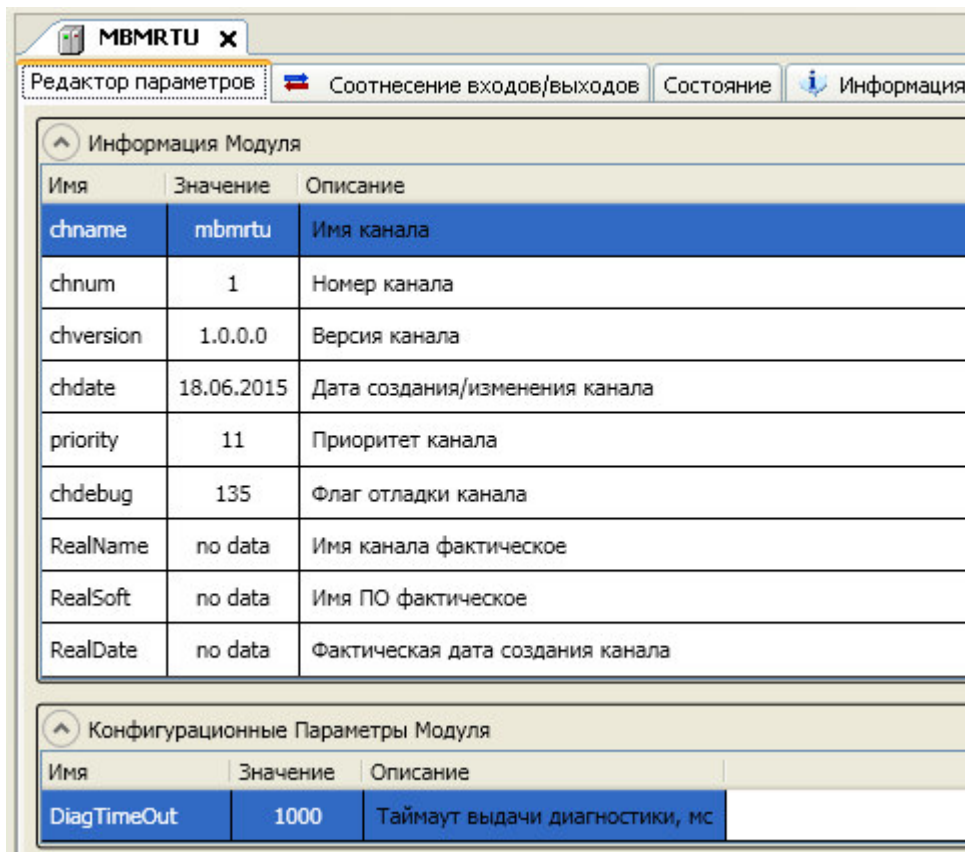 MBMRTU
Редактор параметров Соотнесение входов/выходов Состояние Информация
Информация Модуля
Имя Значение Описание
chname mbmrtu Имя канала
chnum 1 Номер канала
chversion 1.0.0.0 Версия канала
chdate 18.06.2015 Дата создания/изменения канала
priority 11 Приоритет канала
chdebug 135 Флаг отладки канала
RealName no data Имя канала фактическое
RealSoft no data Имя ПО фактическое
RealDate no data Фактическая дата создания канала
Конфигурационные Параметры Модуля
Имя Значение Описание
DiagTimeOut 1000 Таймаут выдачи диагностики, мс